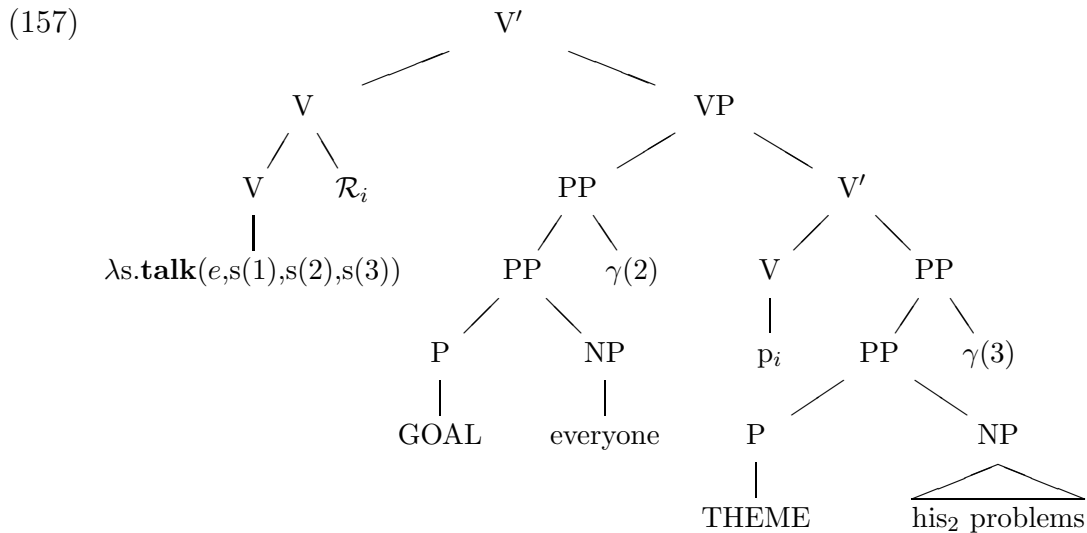 (157) V′
V VP
V ℛᵢ PP V′
λs.talk(e,s(1),s(2),s(3)) PP γ(2) V PP
P NP pᵢ PP γ(3)
GOAL everyone P NP
THEME his₂ problems